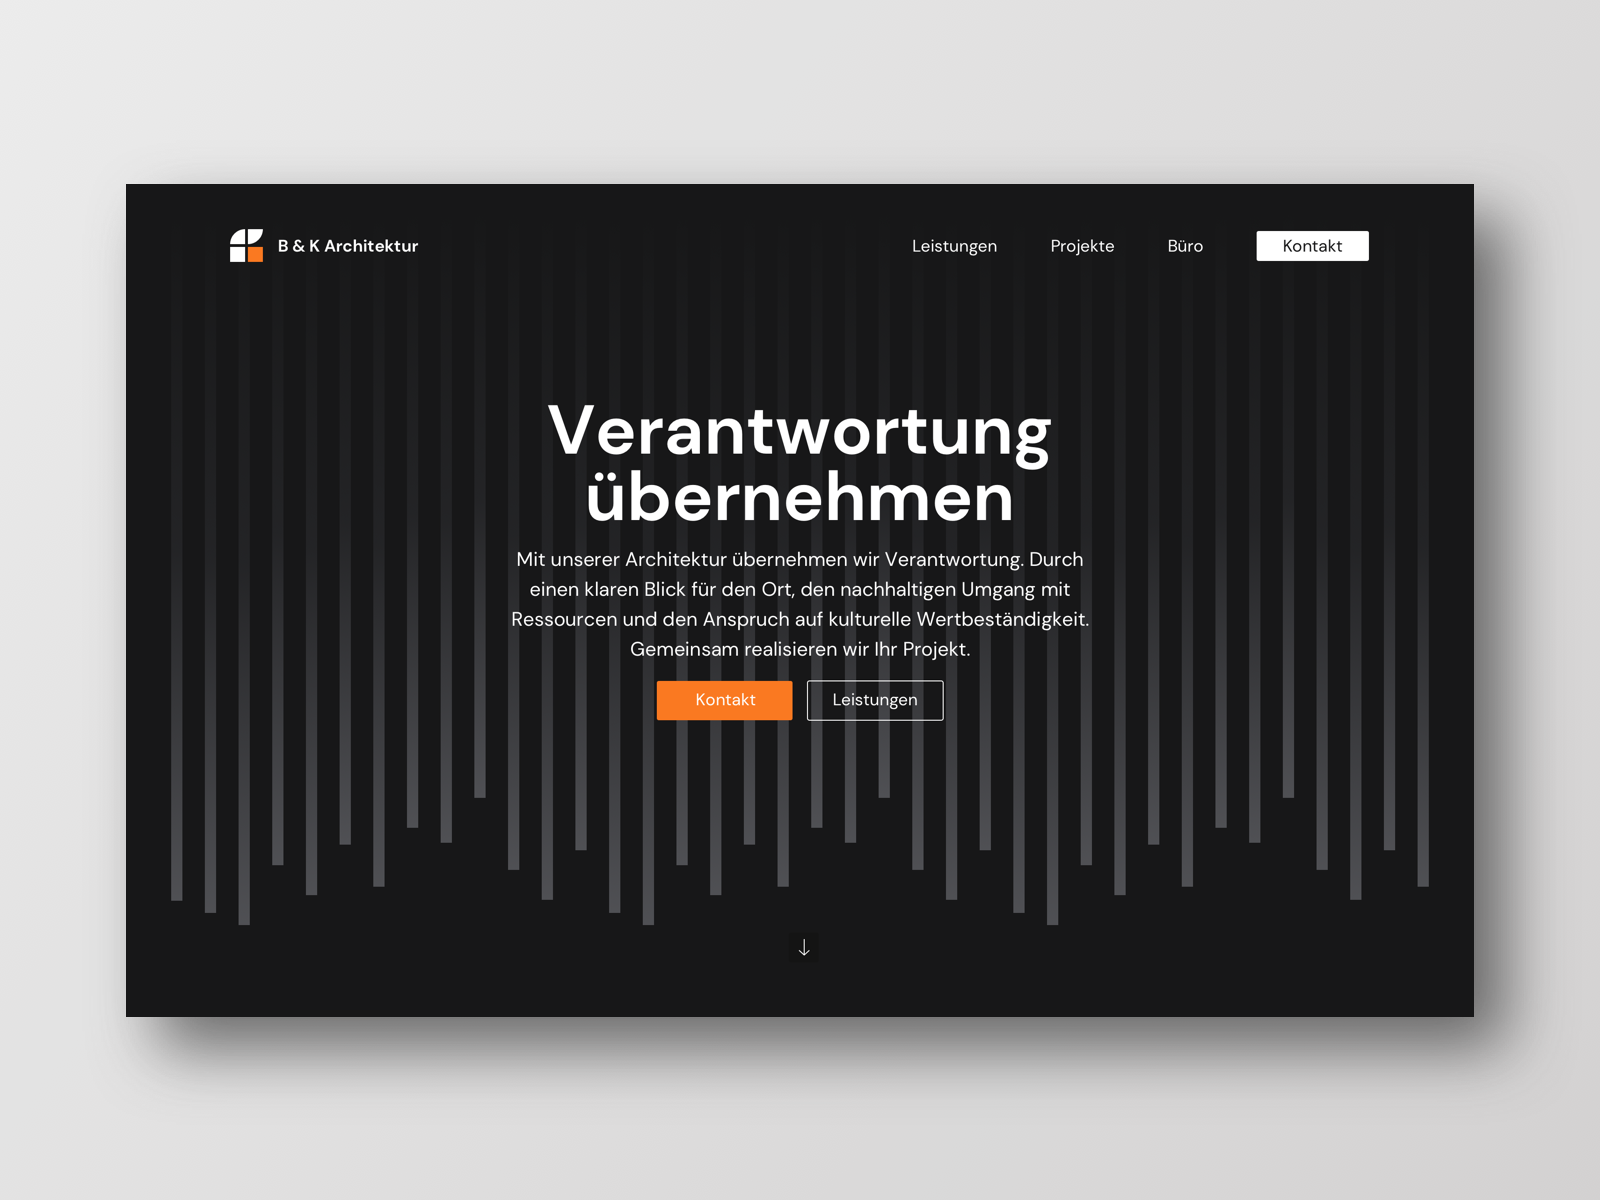 B & K Architektur
Leistungen
Projekte
Büro
Kontakt
Verantwortung
übernehmen
Mit unserer Architektur übernehmen wir Verantwortung. Durch
einen klaren Blick für den Ort, den nachhaltigen Umgang mit
Ressourcen und den Anspruch auf kulturelle Wertbeständigkeit.
Gemeinsam realisieren wir Ihr Projekt.
Kontakt
Leistungen